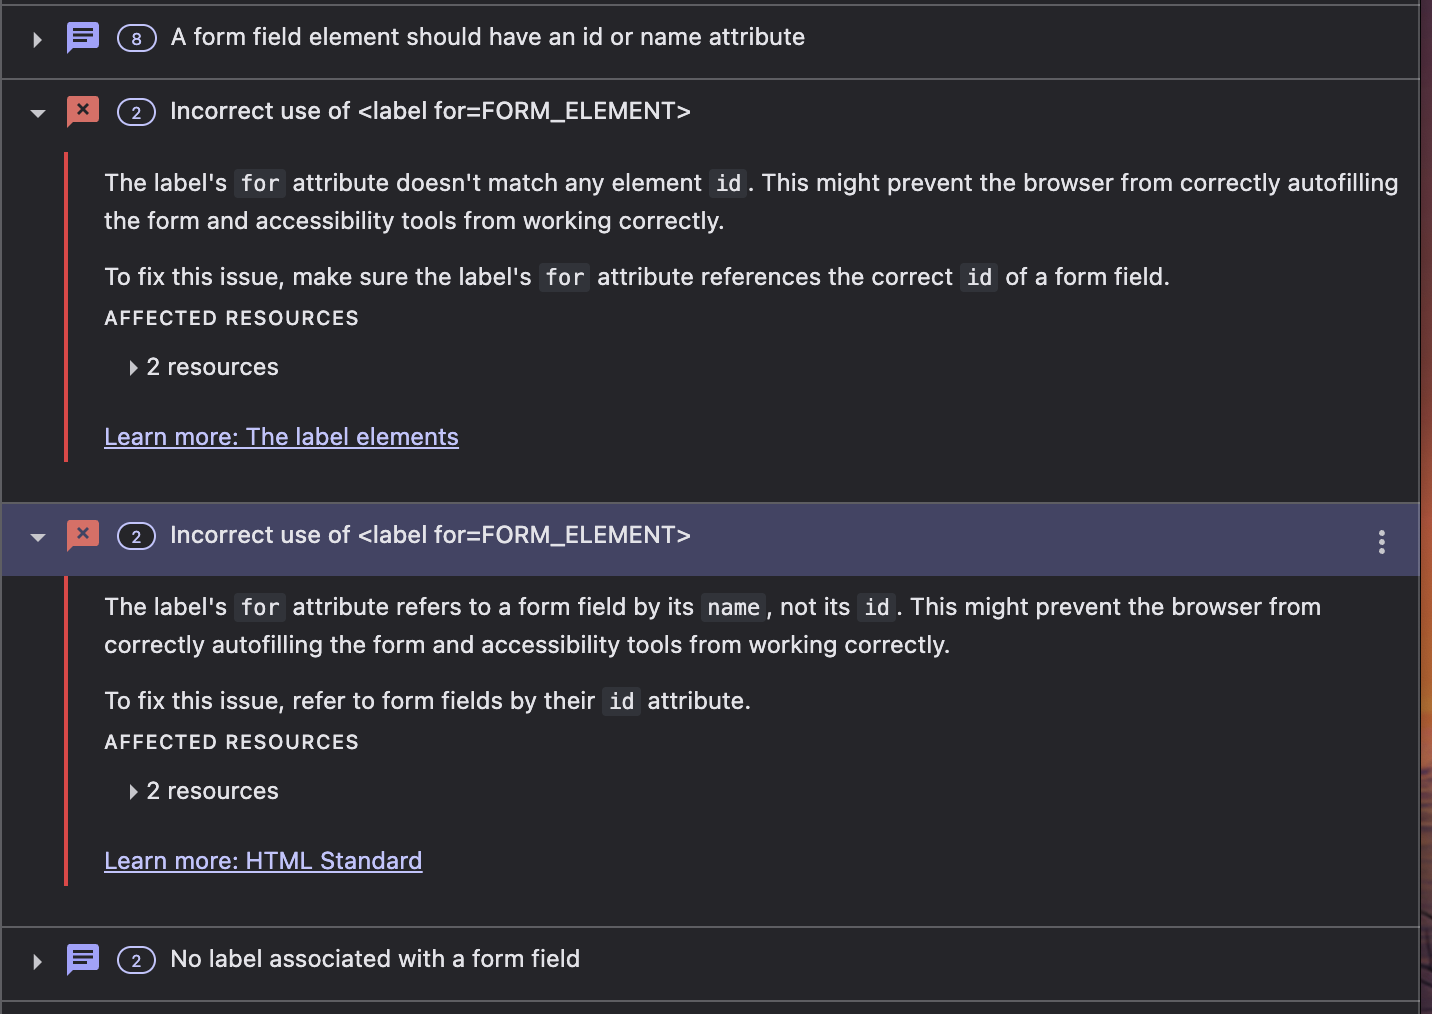 8 A form field element should have an id or name attribute
2 Incorrect use of <label for=FORM_ELEMENT>
The label's for attribute doesn't match any element id. This might prevent the browser from correctly autofilling
the form and accessibility tools from working correctly.
To fix this issue, make sure the label's for attribute references the correct id of a form field.
AFFECTED RESOURCES
2 resources
Learn more: The label elements
2 Incorrect use of <label for=FORM_ELEMENT>
The label's for attribute refers to a form field by its name, not its id. This might prevent the browser from
correctly autofilling the form and accessibility tools from working correctly.
To fix this issue, refer to form fields by their id attribute.
AFFECTED RESOURCES
2 resources
Learn more: HTML Standard
2 No label associated with a form field